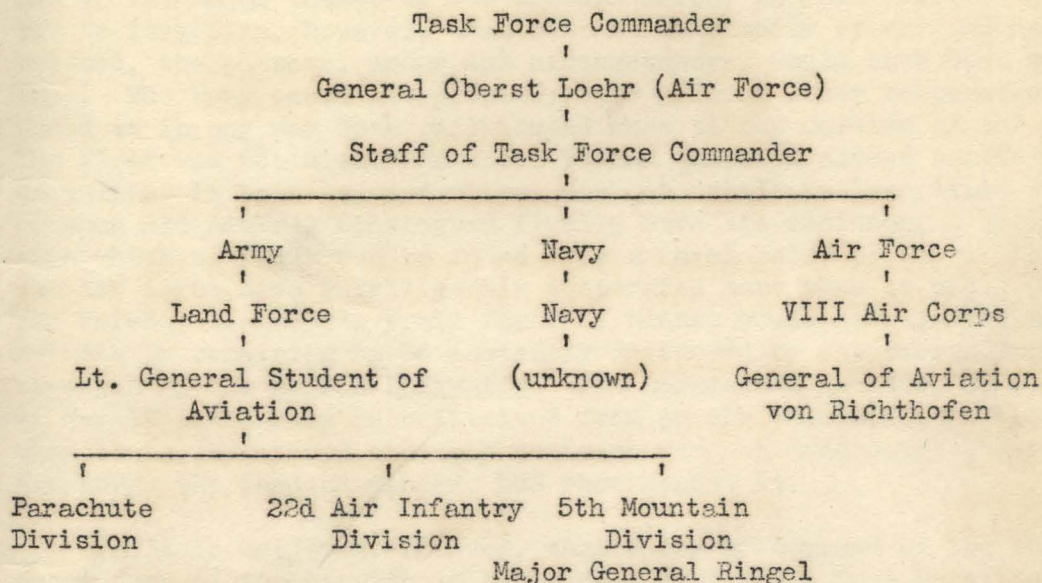 Task Force Commander
General Oberst Loehr (Air Force)
Staff of Task Force Commander
Army Navy Air Force
Land Force Navy VIII Air Corps
Lt. General Student of (unknown) General of Aviation
Aviation von Richthofen
Parachute 22d Air Infantry 5th Mountain
Division Division Division
Major General Ringel